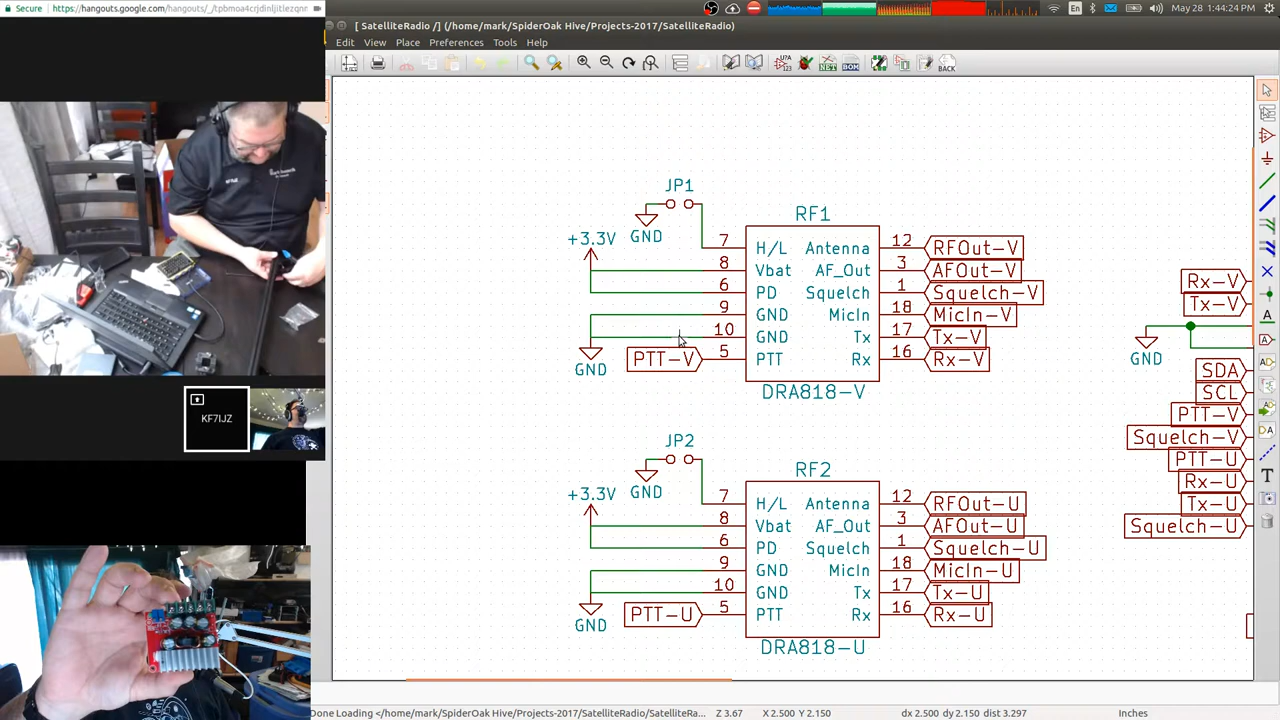 Secure
https://hangouts.google.com/hangouts/_/tpbmoa4crjdinljitlezqnn
En
May 28 1:44:24 PM
[ SatelliteRadio /] (/home/mark/SpiderOak Hive/Projects-2017/SatelliteRadio)
Edit View Place Preferences Tools Help
NET
BOM
BACK
JP1
GND
+3.3V
RF1
7 H/L Antenna 12 RFOut-V
8 Vbat AF_Out 3 AFOut-V
6 PD Squelch 1 Squelch-V
9 GND MicIn 18 MicIn-V
10 GND Tx 17 Tx-V
PTT-V 5 PTT Rx 16 Rx-V
GND
DRA818-V
JP2
GND
+3.3V
RF2
7 H/L Antenna 12 RFOut-U
8 Vbat AF_Out 3 AFOut-U
6 PD Squelch 1 Squelch-U
9 GND MicIn 18 MicIn-U
10 GND Tx 17 Tx-U
PTT-U 5 PTT Rx 16 Rx-U
GND
DRA818-U
Rx-V
Tx-V
GND
SDA
SCL
PTT-V
Squelch-V
PTT-U
Rx-U
Tx-U
Squelch-U
KF7IJZ
Done Loading </home/mark/SpiderOak Hive/Projects-2017/SatelliteRadio/SatelliteRa...
Z 3.67
X 2.500 Y 2.150
dx 2.500 dy 2.150 dist 3.297
Inches